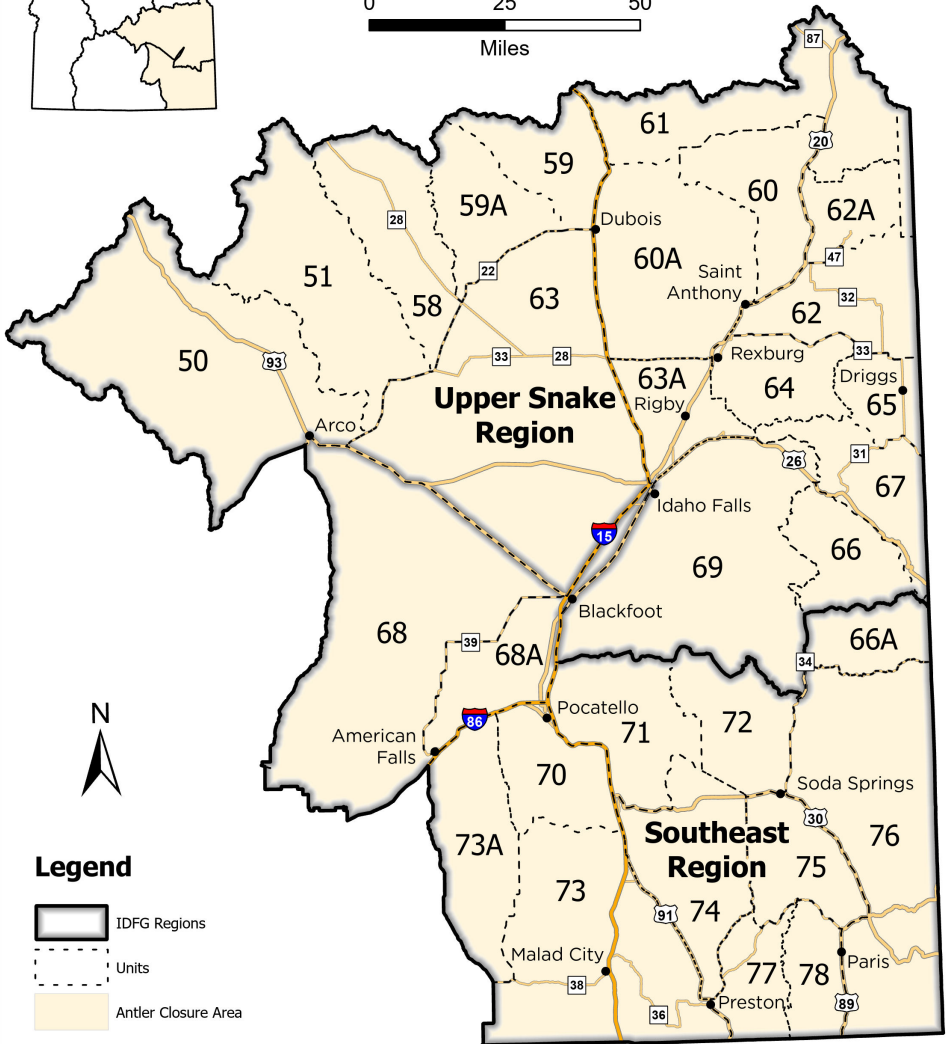 0 25 50
Miles
87
61
20
59
60
59A
62A
28
Dubois
60A
47
22
Saint
Anthony
51
32
58
63
62
50
93
33
28
33
Rexburg
63A
64
Driggs
Upper Snake
Region
Rigby
65
Arco
31
26
67
Idaho Falls
15
66
69
Blackfoot
68
39
68A
66A
34
N
Pocatello
86
71
72
American
Falls
70
Soda Springs
30
Southeast
Region
76
73A
75
Legend
73
74
91
IDFG Regions
Malad City
Paris
Units
77
78
38
Preston
89
Antler Closure Area
36